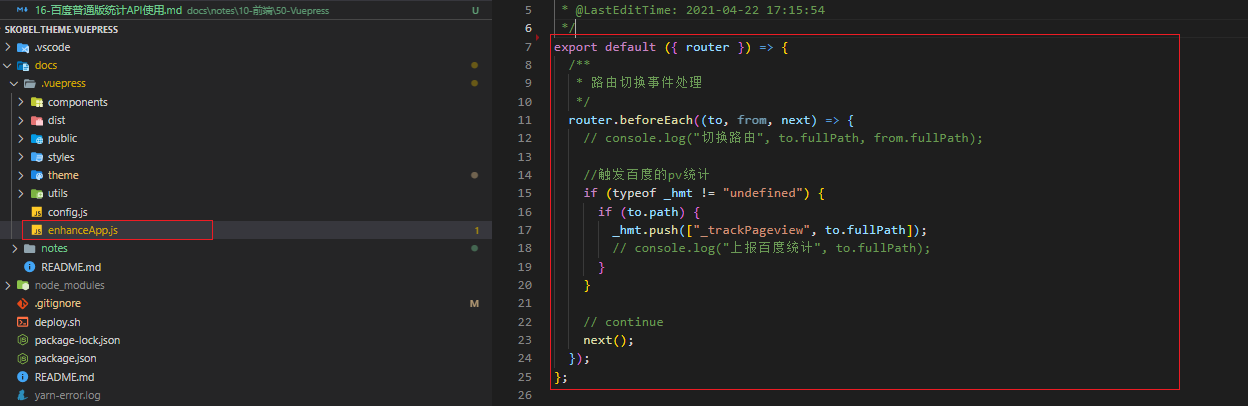 16-百度普通版统计API使用.md docs\notes\10-前端\50-Vuepress U
SKOBEL.THEME.VUEPRESS
.vscode
docs
.vuepress
components
dist
public
styles
theme
utils
config.js
enhanceApp.js 1
notes
README.md
node_modules
.gitignore M
deploy.sh
package-lock.json
package.json
README.md
yarn-error.log
5 * @LastEditTime: 2021-04-22 17:15:54
6 */
7 export default ({ router }) => {
8 /**
9 * 路由切换事件处理
10 */
11 router.beforeEach((to, from, next) => {
12 // console.log("切换路由", to.fullPath, from.fullPath);
13
14 //触发百度的pv统计
15 if (typeof _hmt != "undefined") {
16 if (to.path) {
17 _hmt.push(["_trackPageview", to.fullPath]);
18 // console.log("上报百度统计", to.fullPath);
19 }
20 }
21
22 // continue
23 next();
24 });
25 };
26